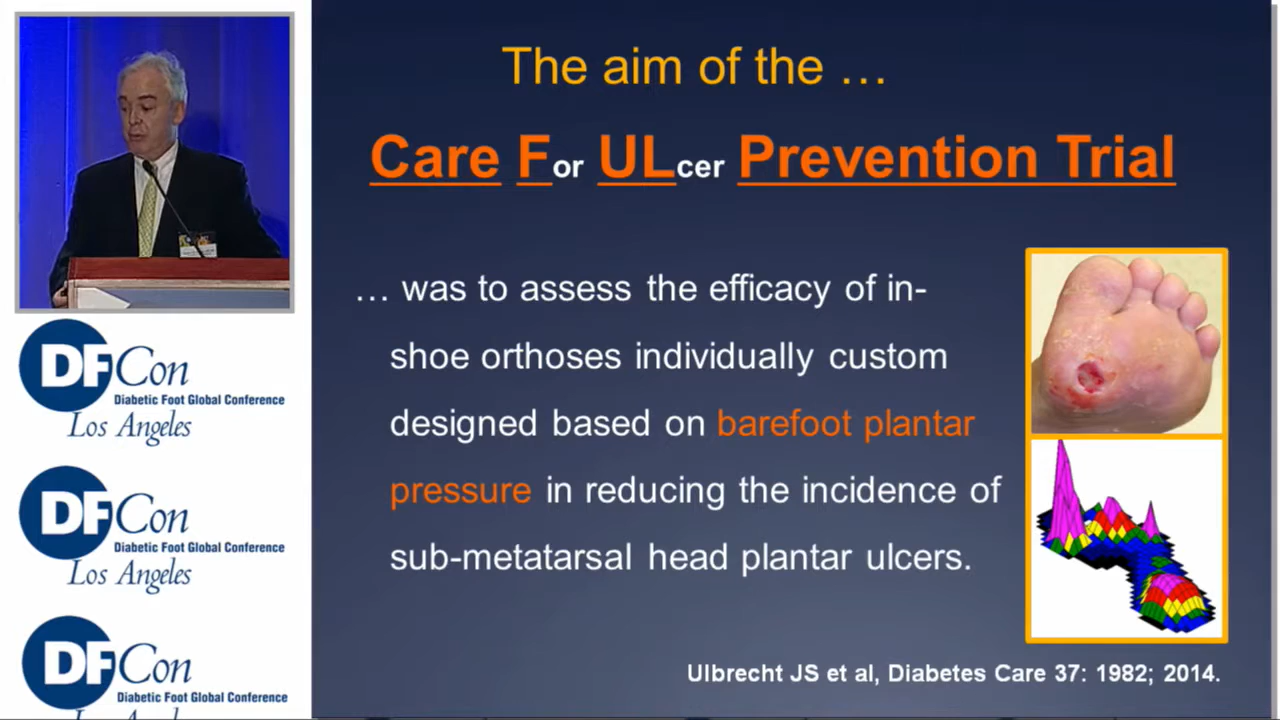 The aim of the …
Care For ULcer Prevention Trial
… was to assess the efficacy of in-
shoe orthoses individually custom
designed based on barefoot plantar
pressure in reducing the incidence of
sub-metatarsal head plantar ulcers.
Ulbrecht JS et al, Diabetes Care 37: 1982; 2014.
DFCon
Diabetic Foot Global Conference
Los Angeles
DFCon
Diabetic Foot Global Conference
Los Angeles
DFCon
Diabetic Foot Global Conference